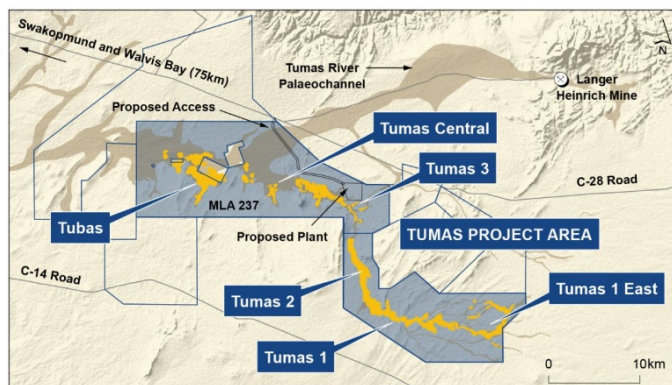 Swakopmund and Walvis Bay (75km)
N
Tumas River
Palaeochannel
Langer
Heinrich Mine
Proposed Access
Tumas Central
Tumas 3
C-28 Road
Tubas
MLA 237
Proposed Plant
TUMAS PROJECT AREA
C-14 Road
Tumas 2
Tumas 1 East
Tumas 1
0
10km